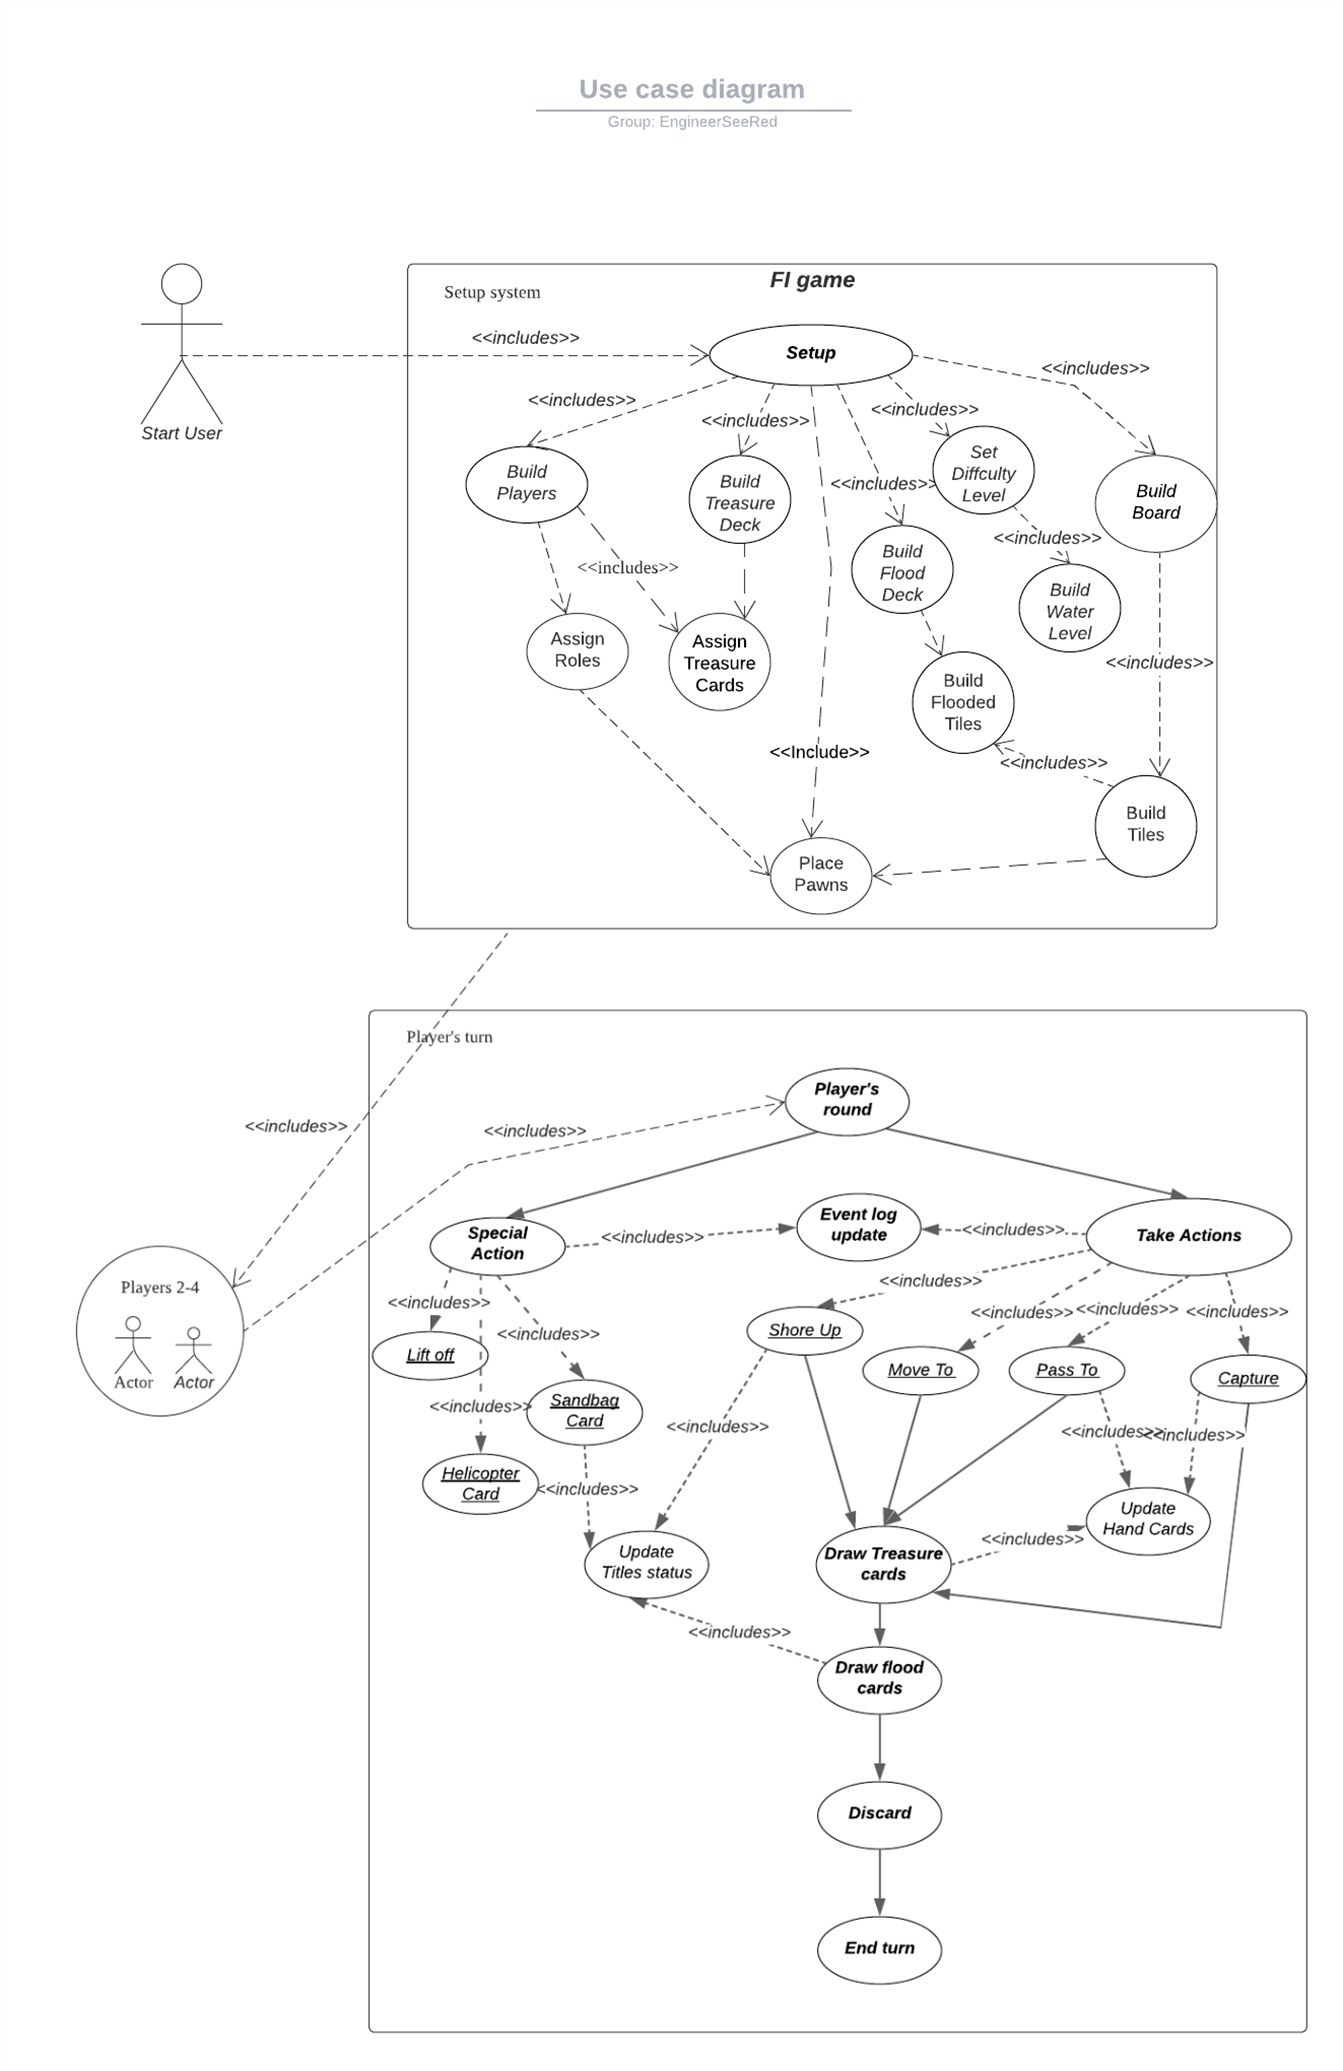 Use case diagram
Group: EngineerSeeRed
FI game
Setup system
<<includes>>
Setup
<<includes>>
<<includes>>
<<includes>>
<<includes>>
<<includes>>
Start User
Build
Players
Build
Treasure
Deck
Set
Diffculty
Level
Build
Board
<<includes>>
Build
Flood
Deck
<<includes>>
Build
Water
Level
Assign
Roles
Assign
Treasure
Cards
<<includes>>
Build
Flooded
Tiles
<<Include>>
<<includes>>
Build
Tiles
Place
Pawns
Player's turn
Player's
round
<<includes>>
<<includes>>
Special
Action
<<includes>>
Event log
update
<<includes>>
Take Actions
Players 2-4
Actor
Actor
<<includes>>
<<includes>>
<<includes>>
<<includes>>
<<includes>>
<<includes>>
Lift off
Shore Up
Move To
Pass To
Capture
<<includes>>
Sandbag
Card
<<includes>>
<<includes>>
<<includes>>
Helicopter
Card
<<includes>>
Update
Hand Cards
Update
Titles status
Draw Treasure
cards
<<includes>>
<<includes>>
Draw flood
cards
Discard
End turn